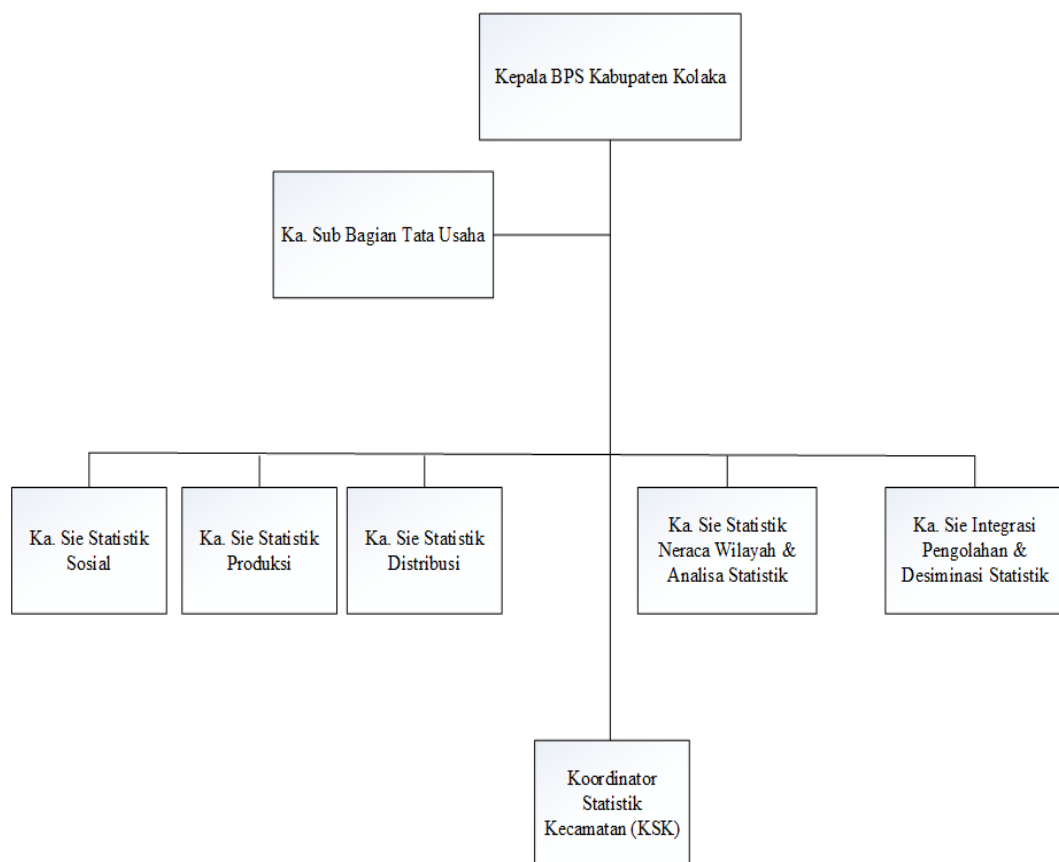 Kepala BPS Kabupaten Kolaka
Ka. Sub Bagian Tata Usaha
Ka. Sie Statistik
Sosial
Ka. Sie Statistik
Produksi
Ka. Sie Statistik
Distribusi
Ka. Sie Statistik
Neraca Wilayah &
Analisa Statistik
Ka. Sie Integrasi
Pengolahan &
Desiminasi Statistik
Koordinator
Statistik
Kecamatan (KSK)